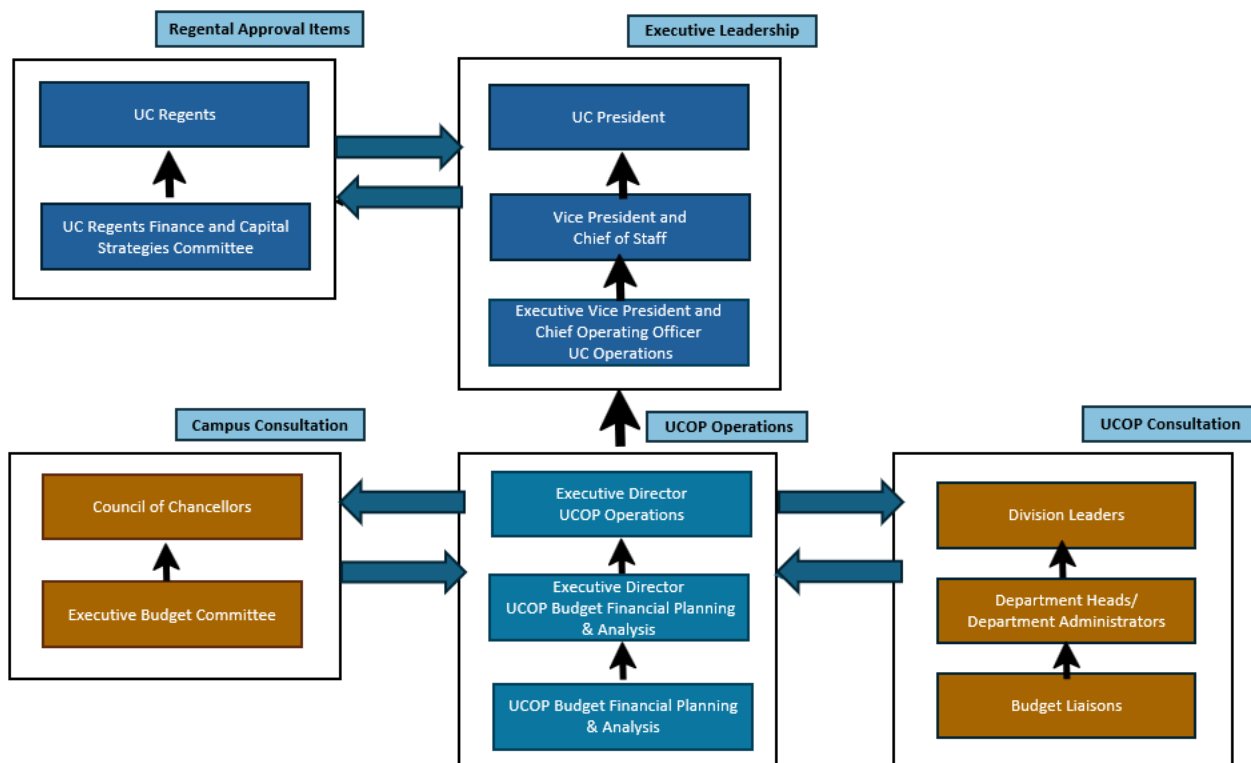 Regental Approval Items
Executive Leadership
UC Regents
UC Regents Finance and Capital
Strategies Committee
UC President
Vice President and
Chief of Staff
Executive Vice President and
Chief Operating Officer
UC Operations
Campus Consultation
UCOP Operations
UCOP Consultation
Council of Chancellors
Executive Budget Committee
Executive Director
UCOP Operations
Executive Director
UCOP Budget Financial Planning
& Analysis
UCOP Budget Financial Planning
& Analysis
Division Leaders
Department Heads/
Department Administrators
Budget Liaisons